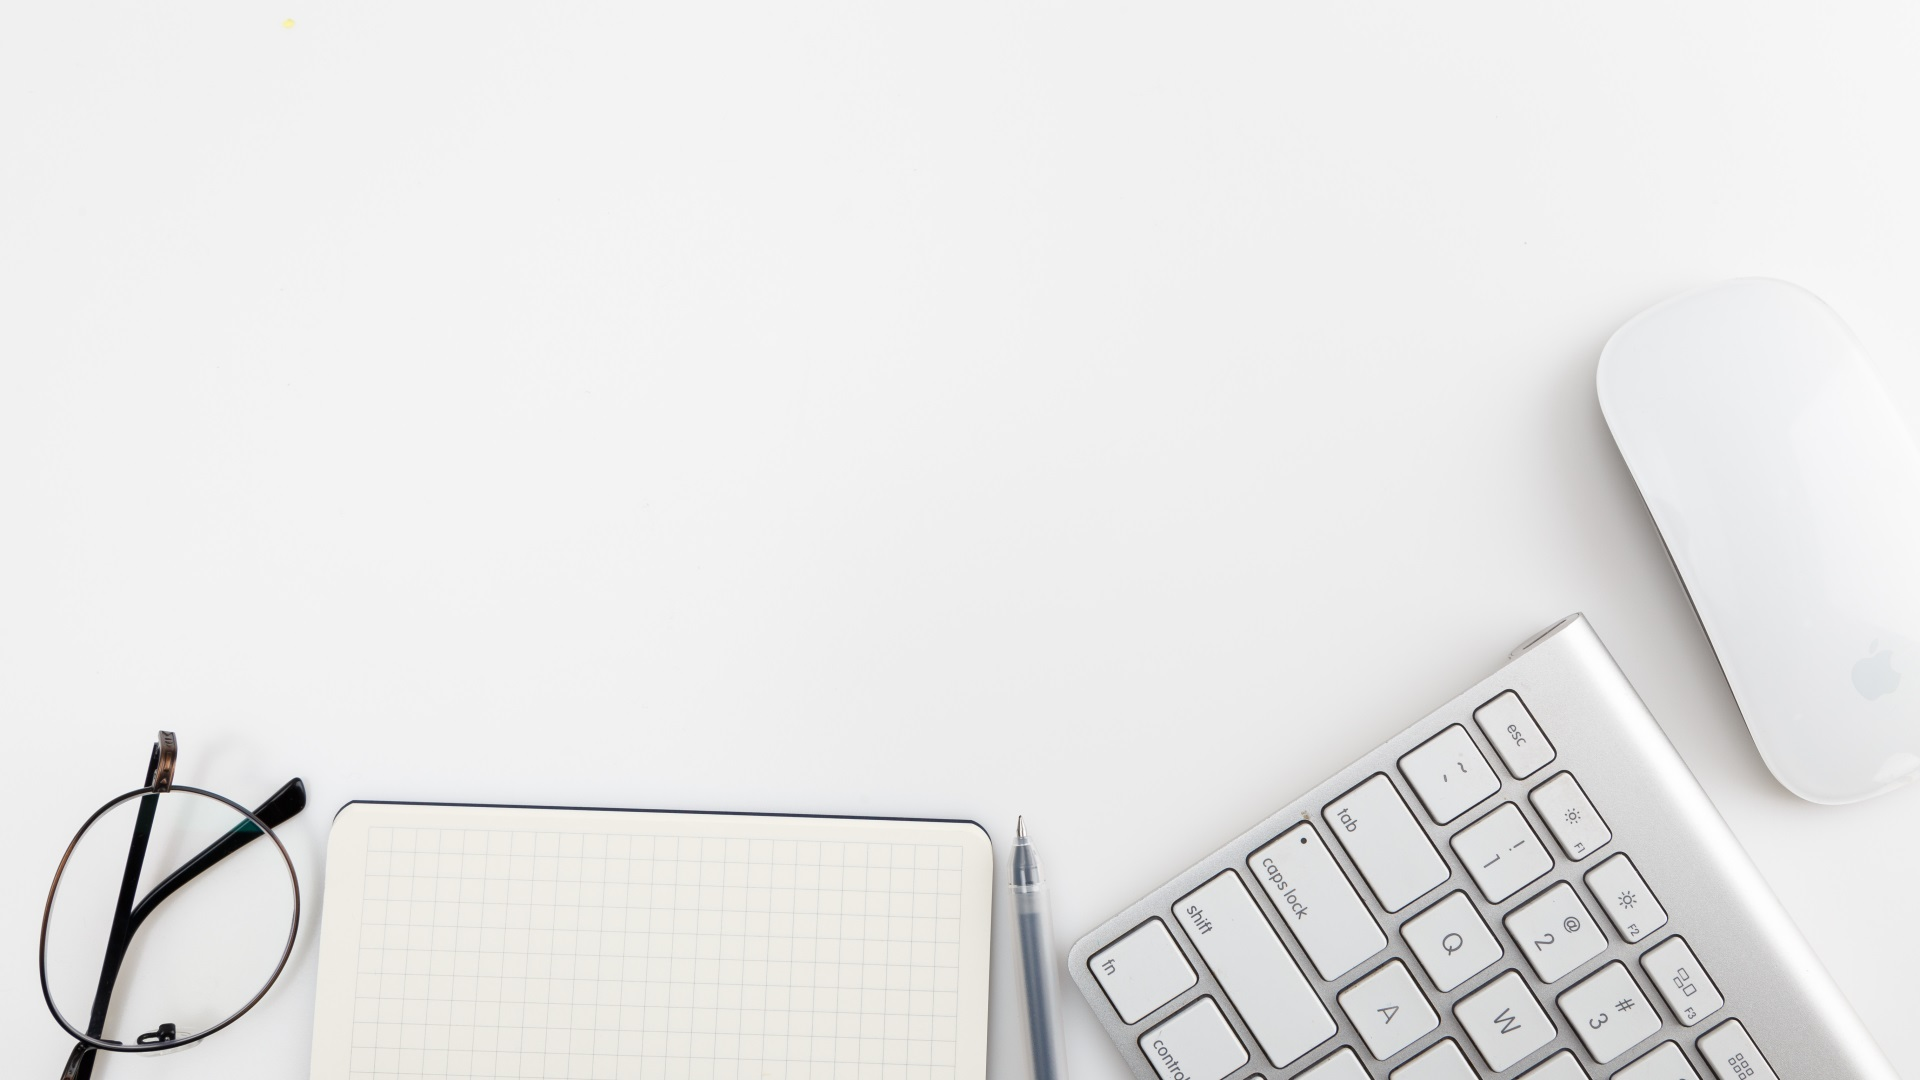 esc
~
`
tab
!
1
F1
caps lock
@
2
F2
Q
shift
#
3
F3
W
A
fn
control